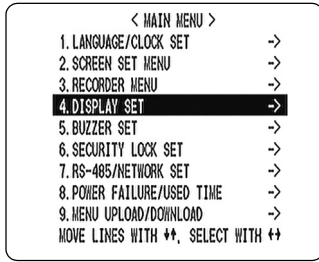 < MAIN MENU >
1. LANGUAGE/CLOCK SET ->
2. SCREEN SET MENU ->
3. RECORDER MENU ->
4. DISPLAY SET ->
5. BUZZER SET ->
6. SECURITY LOCK SET ->
7. RS-485/NETWORK SET ->
8. POWER FAILURE/USED TIME ->
9. MENU UPLOAD/DOWNLOAD ->
MOVE LINES WITH ↓↑, SELECT WITH ←→